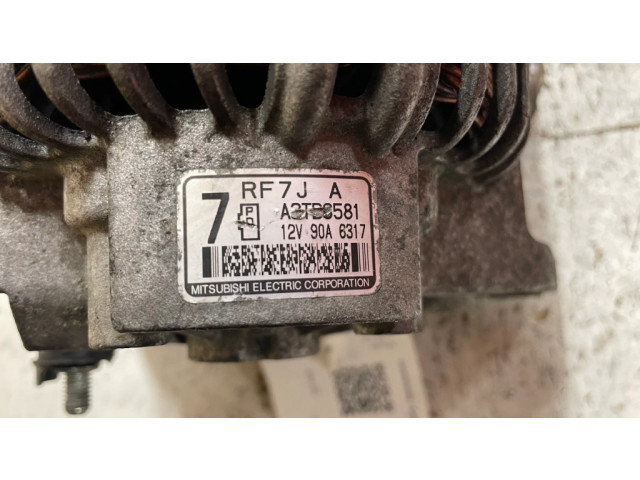 7 RF7J A
P D A3TB0581
12V 90A 6317
MITSUBISHI ELECTRIC CORPORATION